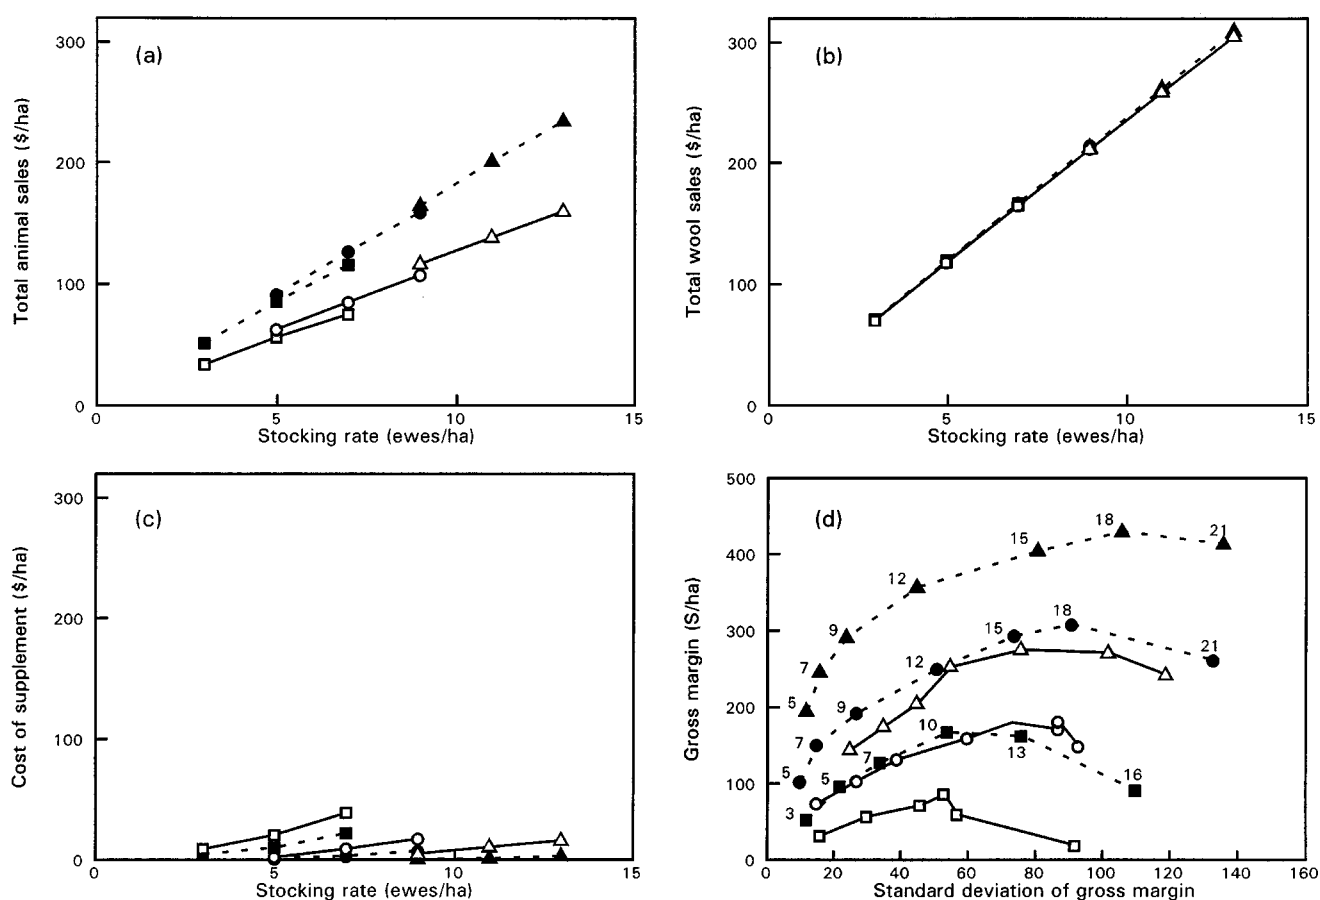 (a)
300
200
100
0
0 5 10 15
Total animal sales ($/ha)
Stocking rate (ewes/ha)
(b)
300
200
100
0
0 5 10 15
Total wool sales ($/ha)
Stocking rate (ewes/ha)
(c)
300
200
100
0
0 5 10 15
Cost of supplement ($/ha)
Stocking rate (ewes/ha)
(d)
500
400
300
200
100
0
0 20 40 60 80 100 120 140 160
Gross margin (S/ha)
Standard deviation of gross margin
5 7 9 12 15 18 21
5 7 9 12 15 18 21
3 5 7 10 13 16